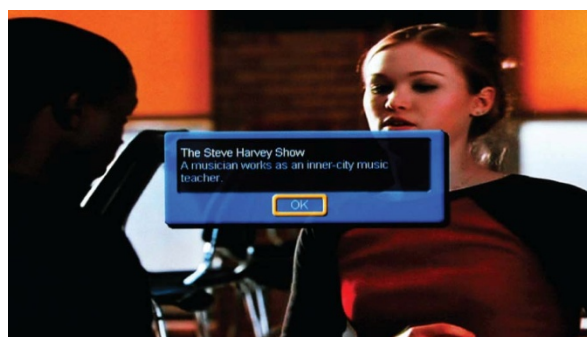 The Steve Harvey Show
A musician works as an inner-city music
teacher.
OK